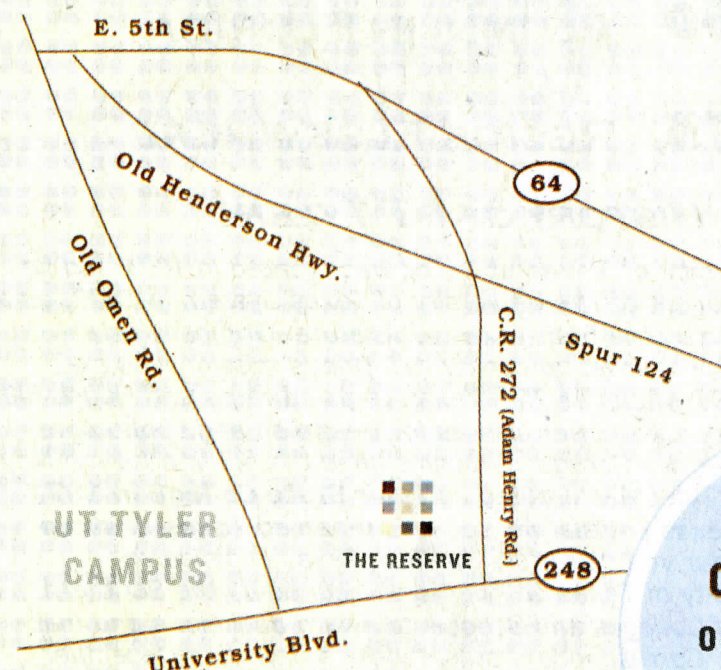 E. 5th St.
64
Old Henderson Hwy.
Old Omen Rd
C.R. 272 (Adam Henry Rd.)
Spur 124
UT TYLER
CAMPUS
THE RESERVE
248
University Blvd.